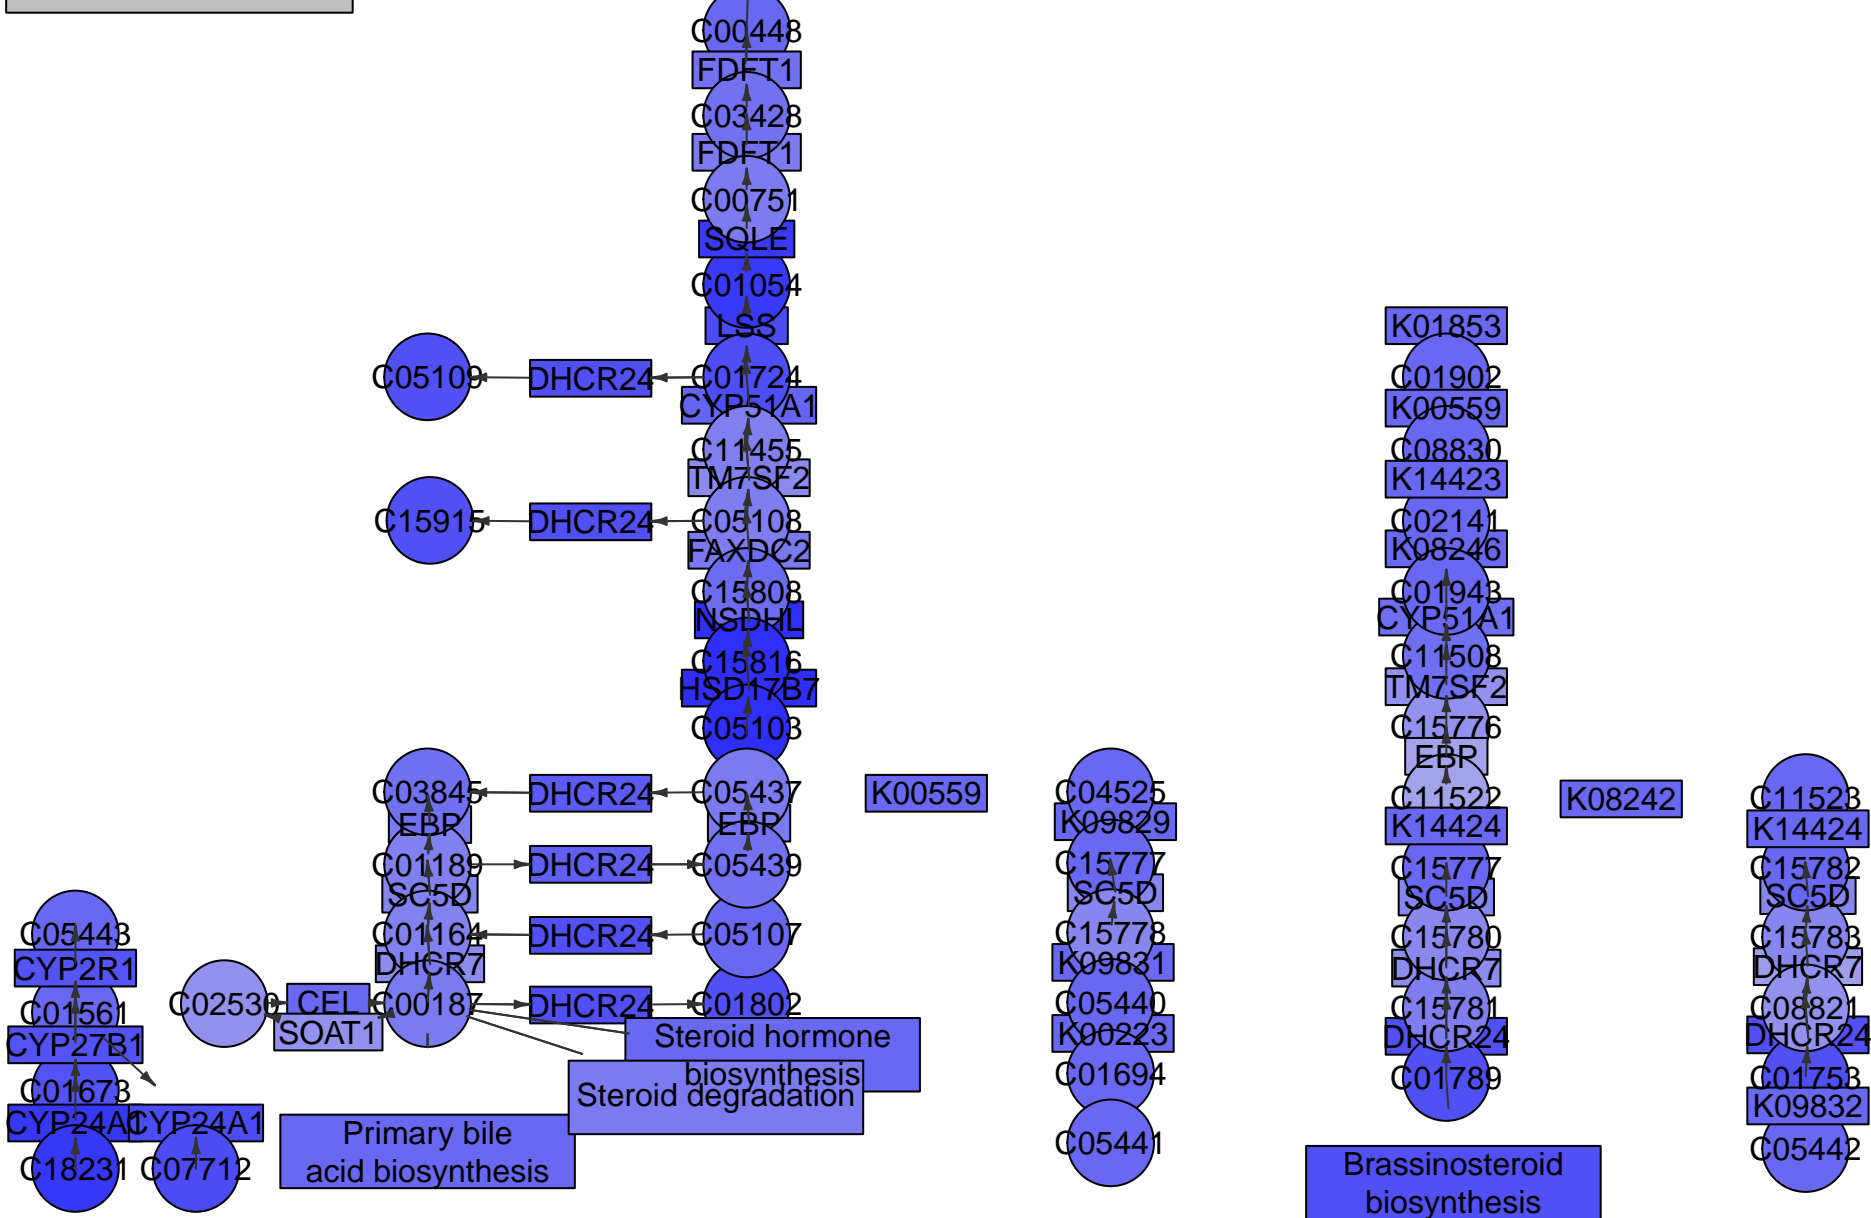 C00448
FDFT1
C03428
FDFT1
C00751
SQLE
C01054
LSS
C05109
DHCR24
C01724
CYP51A1
C11455
TM7SF2
C15915
DHCR24
C05108
FAXDC2
C15808
NSDHL
C15816
HSD17B7
C05103
C03845
DHCR24
C05437
EBP
EBP
C01189
DHCR24
C05439
SC5D
C01164
DHCR24
C05107
DHCR7
C02530
CEL
SOAT1
C00187
DHCR24
C01802
C05443
CYP2R1
C01561
CYP27B1
C01673
CYP24A1
CYP24A1
C18231
C07712
Steroid hormone
biosynthesis
Steroid degradation
Primary bile
acid biosynthesis
K00559
C04525
K09829
C15777
SC5D
C15778
K09831
C05440
K00223
C01694
C05441
K01853
C01902
K00559
C08830
K14423
C02141
K08246
C01943
CYP51A1
C11508
TM7SF2
C15776
EBP
C11522
K14424
C15777
SC5D
C15780
DHCR7
C15781
DHCR24
C01789
Brassinosteroid
biosynthesis
K08242
C11523
K14424
C15782
SC5D
C15783
DHCR7
C08821
DHCR24
C01753
K09832
C05442